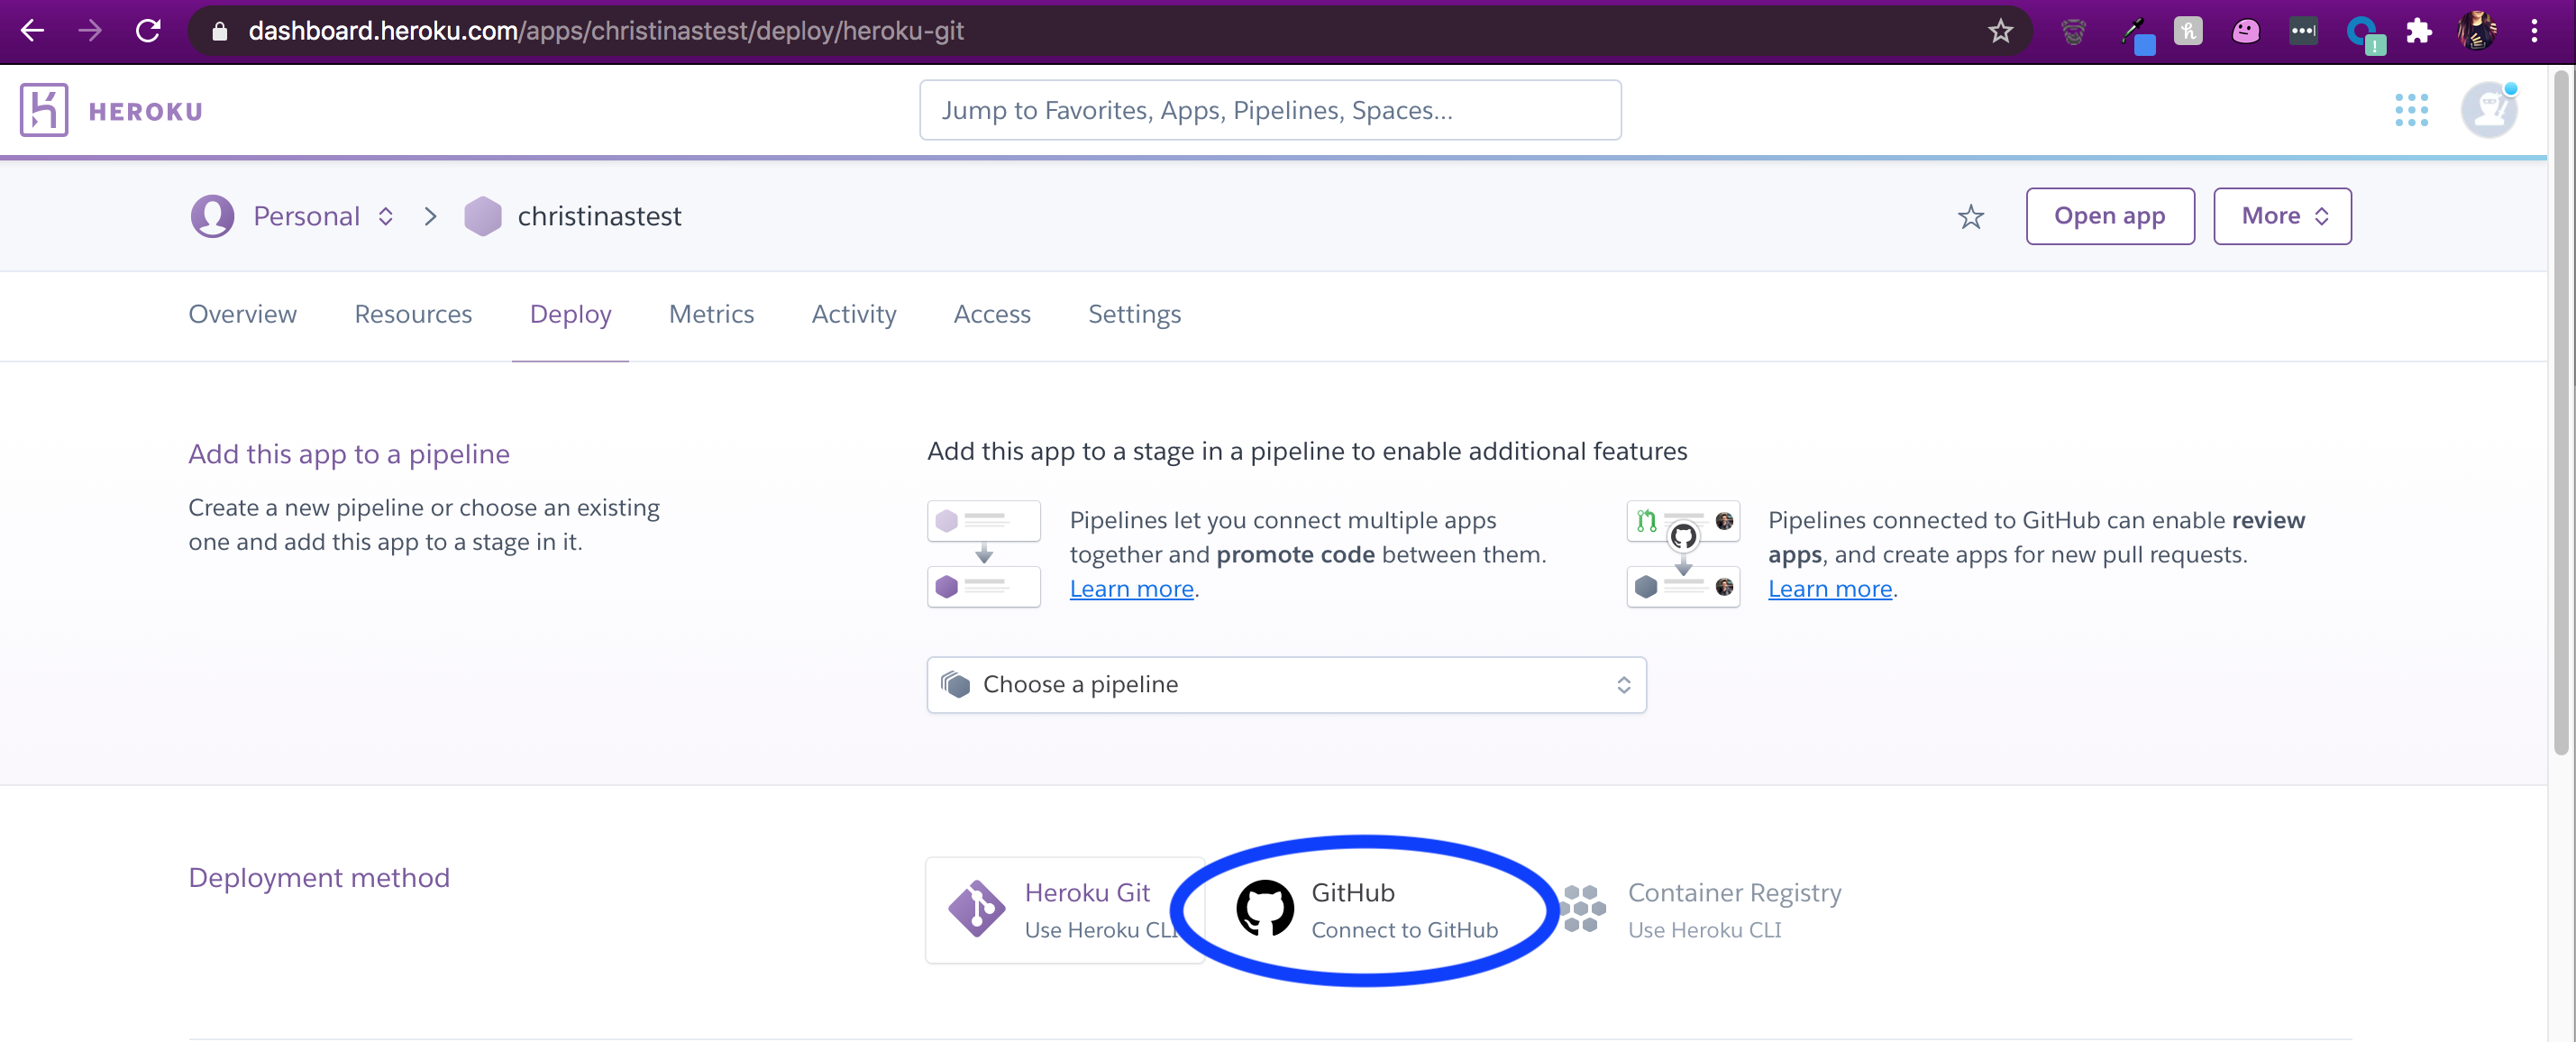 dashboard.heroku.com/apps/christinastest/deploy/heroku-git
HEROKU
Jump to Favorites, Apps, Pipelines, Spaces...
Personal
christinastest
Open app
More
Overview
Resources
Deploy
Metrics
Activity
Access
Settings
Add this app to a pipeline
Create a new pipeline or choose an existing
one and add this app to a stage in it.
Add this app to a stage in a pipeline to enable additional features
Pipelines let you connect multiple apps
together and promote code between them.
Learn more.
Pipelines connected to GitHub can enable review
apps, and create apps for new pull requests.
Learn more.
Choose a pipeline
Deployment method
Heroku Git
Use Heroku CLI
GitHub
Connect to GitHub
Container Registry
Use Heroku CLI